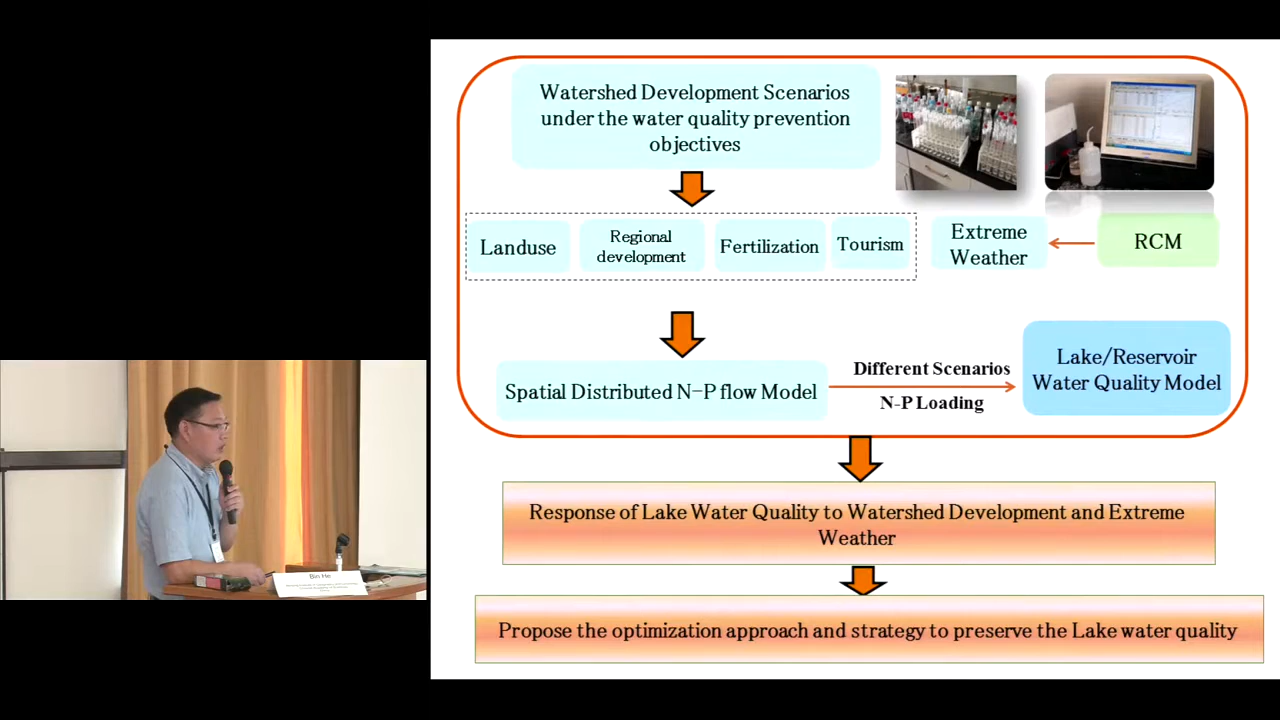 Watershed Development Scenarios
under the water quality prevention
objectives
Landuse
Regional
development
Fertilization
Tourism
Extreme
Weather
RCM
Spatial Distributed N-P flow Model
Different Scenarios
N-P Loading
Lake/Reservoir
Water Quality Model
Response of Lake Water Quality to Watershed Development and Extreme
Weather
Propose the optimization approach and strategy to preserve the Lake water quality
Bin He